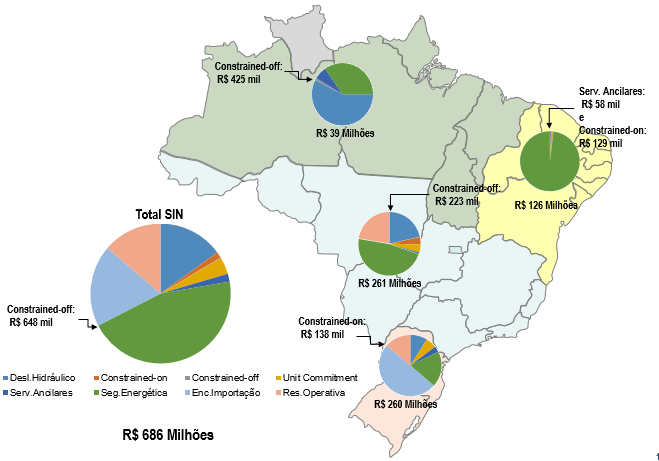 Constrained-off:
R$ 425 mil
R$ 39 Milhões
Serv. Ancilares:
R$ 58 mil
e
Constrained-on:
R$ 129 mil
R$ 126 Milhões
Constrained-off:
R$ 223 mil
R$ 261 Milhões
Total SIN
Constrained-off:
R$ 648 mil
Constrained-on:
R$ 138 mil
R$ 260 Milhões
Desl.Hidráulico Constrained-on Constrained-off Unit Commitment
Serv.Ancilares Seg.Energética Enc.Importação Res.Operativa
R$ 686 Milhões
1